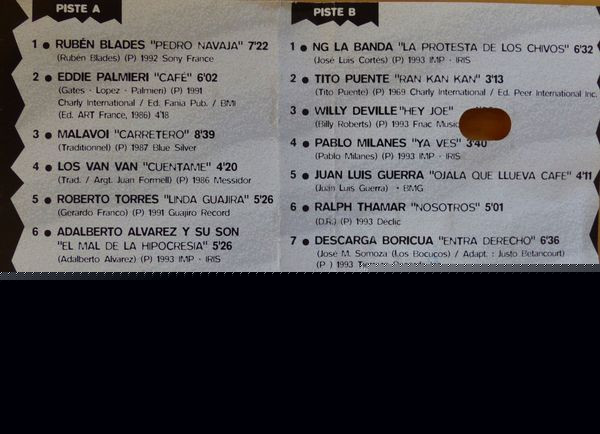 PISTE A
1 ● RUBÉN BLADES "PEDRO NAVAJA" 7'22
(Rubén Blades) (P) 1992 Sony France
2 ● EDDIE PALMIERI "CAFÉ" 6'02
(Gates - Lopez - Palmieri) (P) 1991
Charly International / Ed. Fania Pub. / BMI
(Ed. ART France, 1986) 4'18
3 ● MALAVOI "CARRETERO" 8'39
(Traditionnel) (P) 1987 Blue Silver
4 ● LOS VAN VAN "CUENTAME" 4'20
(Trad. / Argt. Juan Formell) (P) 1986 Messidor
5 ● ROBERTO TORRES "LINDA GUAJIRA" 5'26
(Gerardo Franco) (P) 1991 Guajiro Record
6 ● ADALBERTO ALVAREZ Y SU SON
"EL MAL DE LA HIPOCRESIA" 5'26
(Adalberto Alvarez) (P) 1993 IMP - IRIS
PISTE B
1 ● NG LA BANDA "LA PROTESTA DE LOS CHIVOS" 6'32
(José Luis Cortés) (P) 1993 IMP - IRIS
2 ● TITO PUENTE "RAN KAN KAN" 3'13
(Tito Puente) (P) 1969 Charly International / Ed. Peer International Inc.
3 ● WILLY DEVILLE "HEY JOE"
(Billy Roberts) (P) 1993 Fnac
4 ● PABLO MILANES "YA VES" 3'40
(Pablo Milanes) (P) 1993 IMP - IRIS
5 ● JUAN LUIS GUERRA "OJALA QUE LLUEVA CAFE" 4'11
(Juan Luis Guerra) - BMG
6 ● RALPH THAMAR "NOSOTROS" 5'01
(D.R.) (P) 1993 Declic
7 ● DESCARGA BORICUA "ENTRA DERECHO" 6'36
(José M. Somoza (Los Bocucos) / Adapt. : Justo Betancourt)
(P) 1993